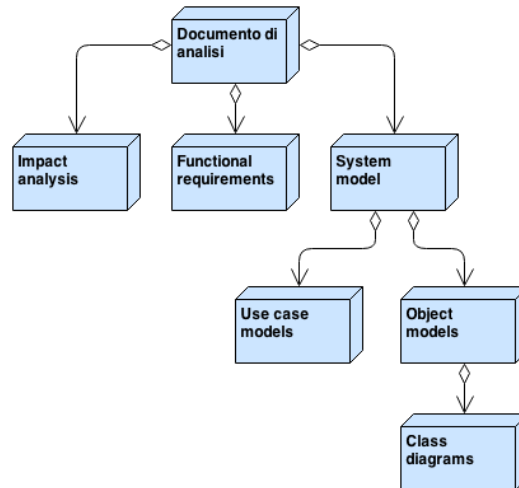 Documento di
analisi
Impact
analysis
Functional
requirements
System
model
Use case
models
Object
models
Class
diagrams